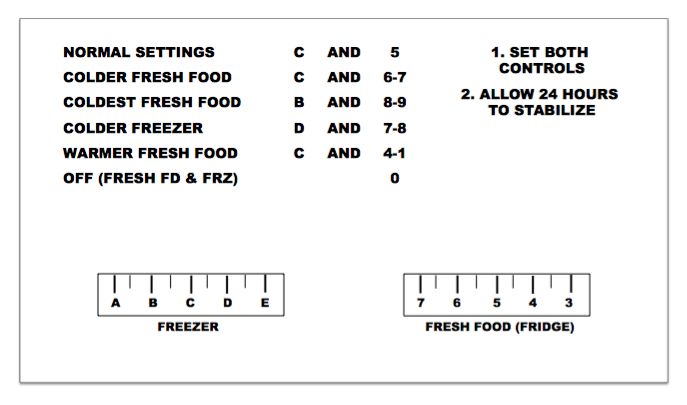 NORMAL SETTINGS C AND 5
COLDER FRESH FOOD C AND 6-7
COLDEST FRESH FOOD B AND 8-9
COLDER FREEZER D AND 7-8
WARMER FRESH FOOD C AND 4-1
OFF (FRESH FD & FRZ) 0
1. SET BOTH
CONTROLS
2. ALLOW 24 HOURS
TO STABILIZE
A B C D E
FREEZER
7 6 5 4 3
FRESH FOOD (FRIDGE)